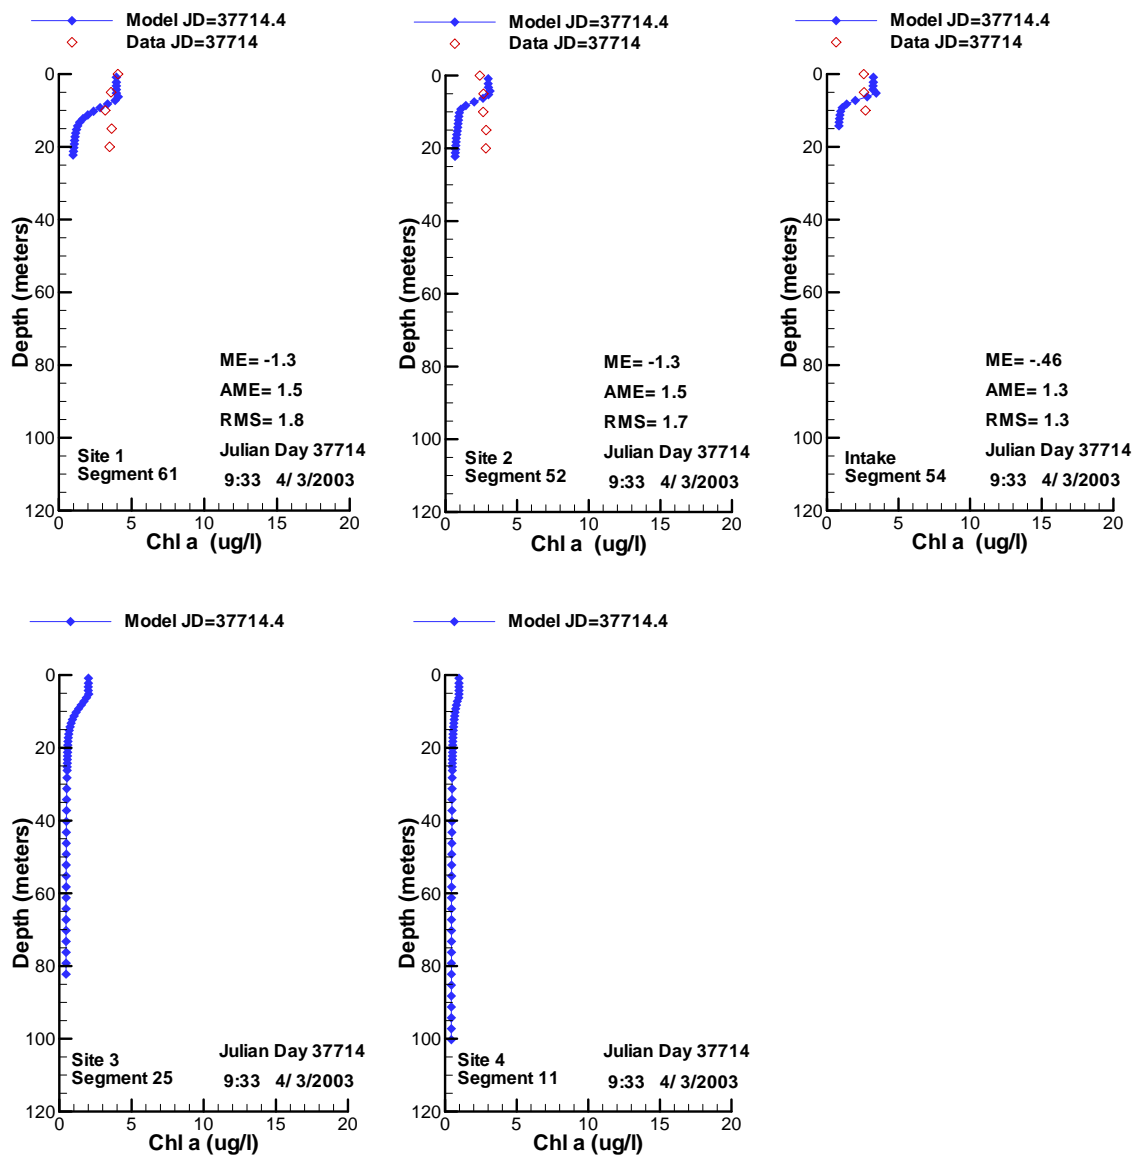 Model JD=37714.4
Data JD=37714
0
20
40
60
80
100
120
Depth (meters)
ME= -1.3
AME= 1.5
RMS= 1.8
Julian Day 37714
Site 1
Segment 61
9:33 4/ 3/2003
0 5 10 15 20
Chl a (ug/l)
Model JD=37714.4
Data JD=37714
0
20
40
60
80
100
120
Depth (meters)
ME= -1.3
AME= 1.5
RMS= 1.7
Julian Day 37714
Site 2
Segment 52
9:33 4/ 3/2003
0 5 10 15 20
Chl a (ug/l)
Model JD=37714.4
Data JD=37714
0
20
40
60
80
100
120
Depth (meters)
ME= -.46
AME= 1.3
RMS= 1.3
Julian Day 37714
Intake
Segment 54
9:33 4/ 3/2003
0 5 10 15 20
Chl a (ug/l)
Model JD=37714.4
0
20
40
60
80
100
120
Depth (meters)
Julian Day 37714
Site 3
Segment 25
9:33 4/ 3/2003
0 5 10 15 20
Chl a (ug/l)
Model JD=37714.4
0
20
40
60
80
100
120
Depth (meters)
Julian Day 37714
Site 4
Segment 11
9:33 4/ 3/2003
0 5 10 15 20
Chl a (ug/l)